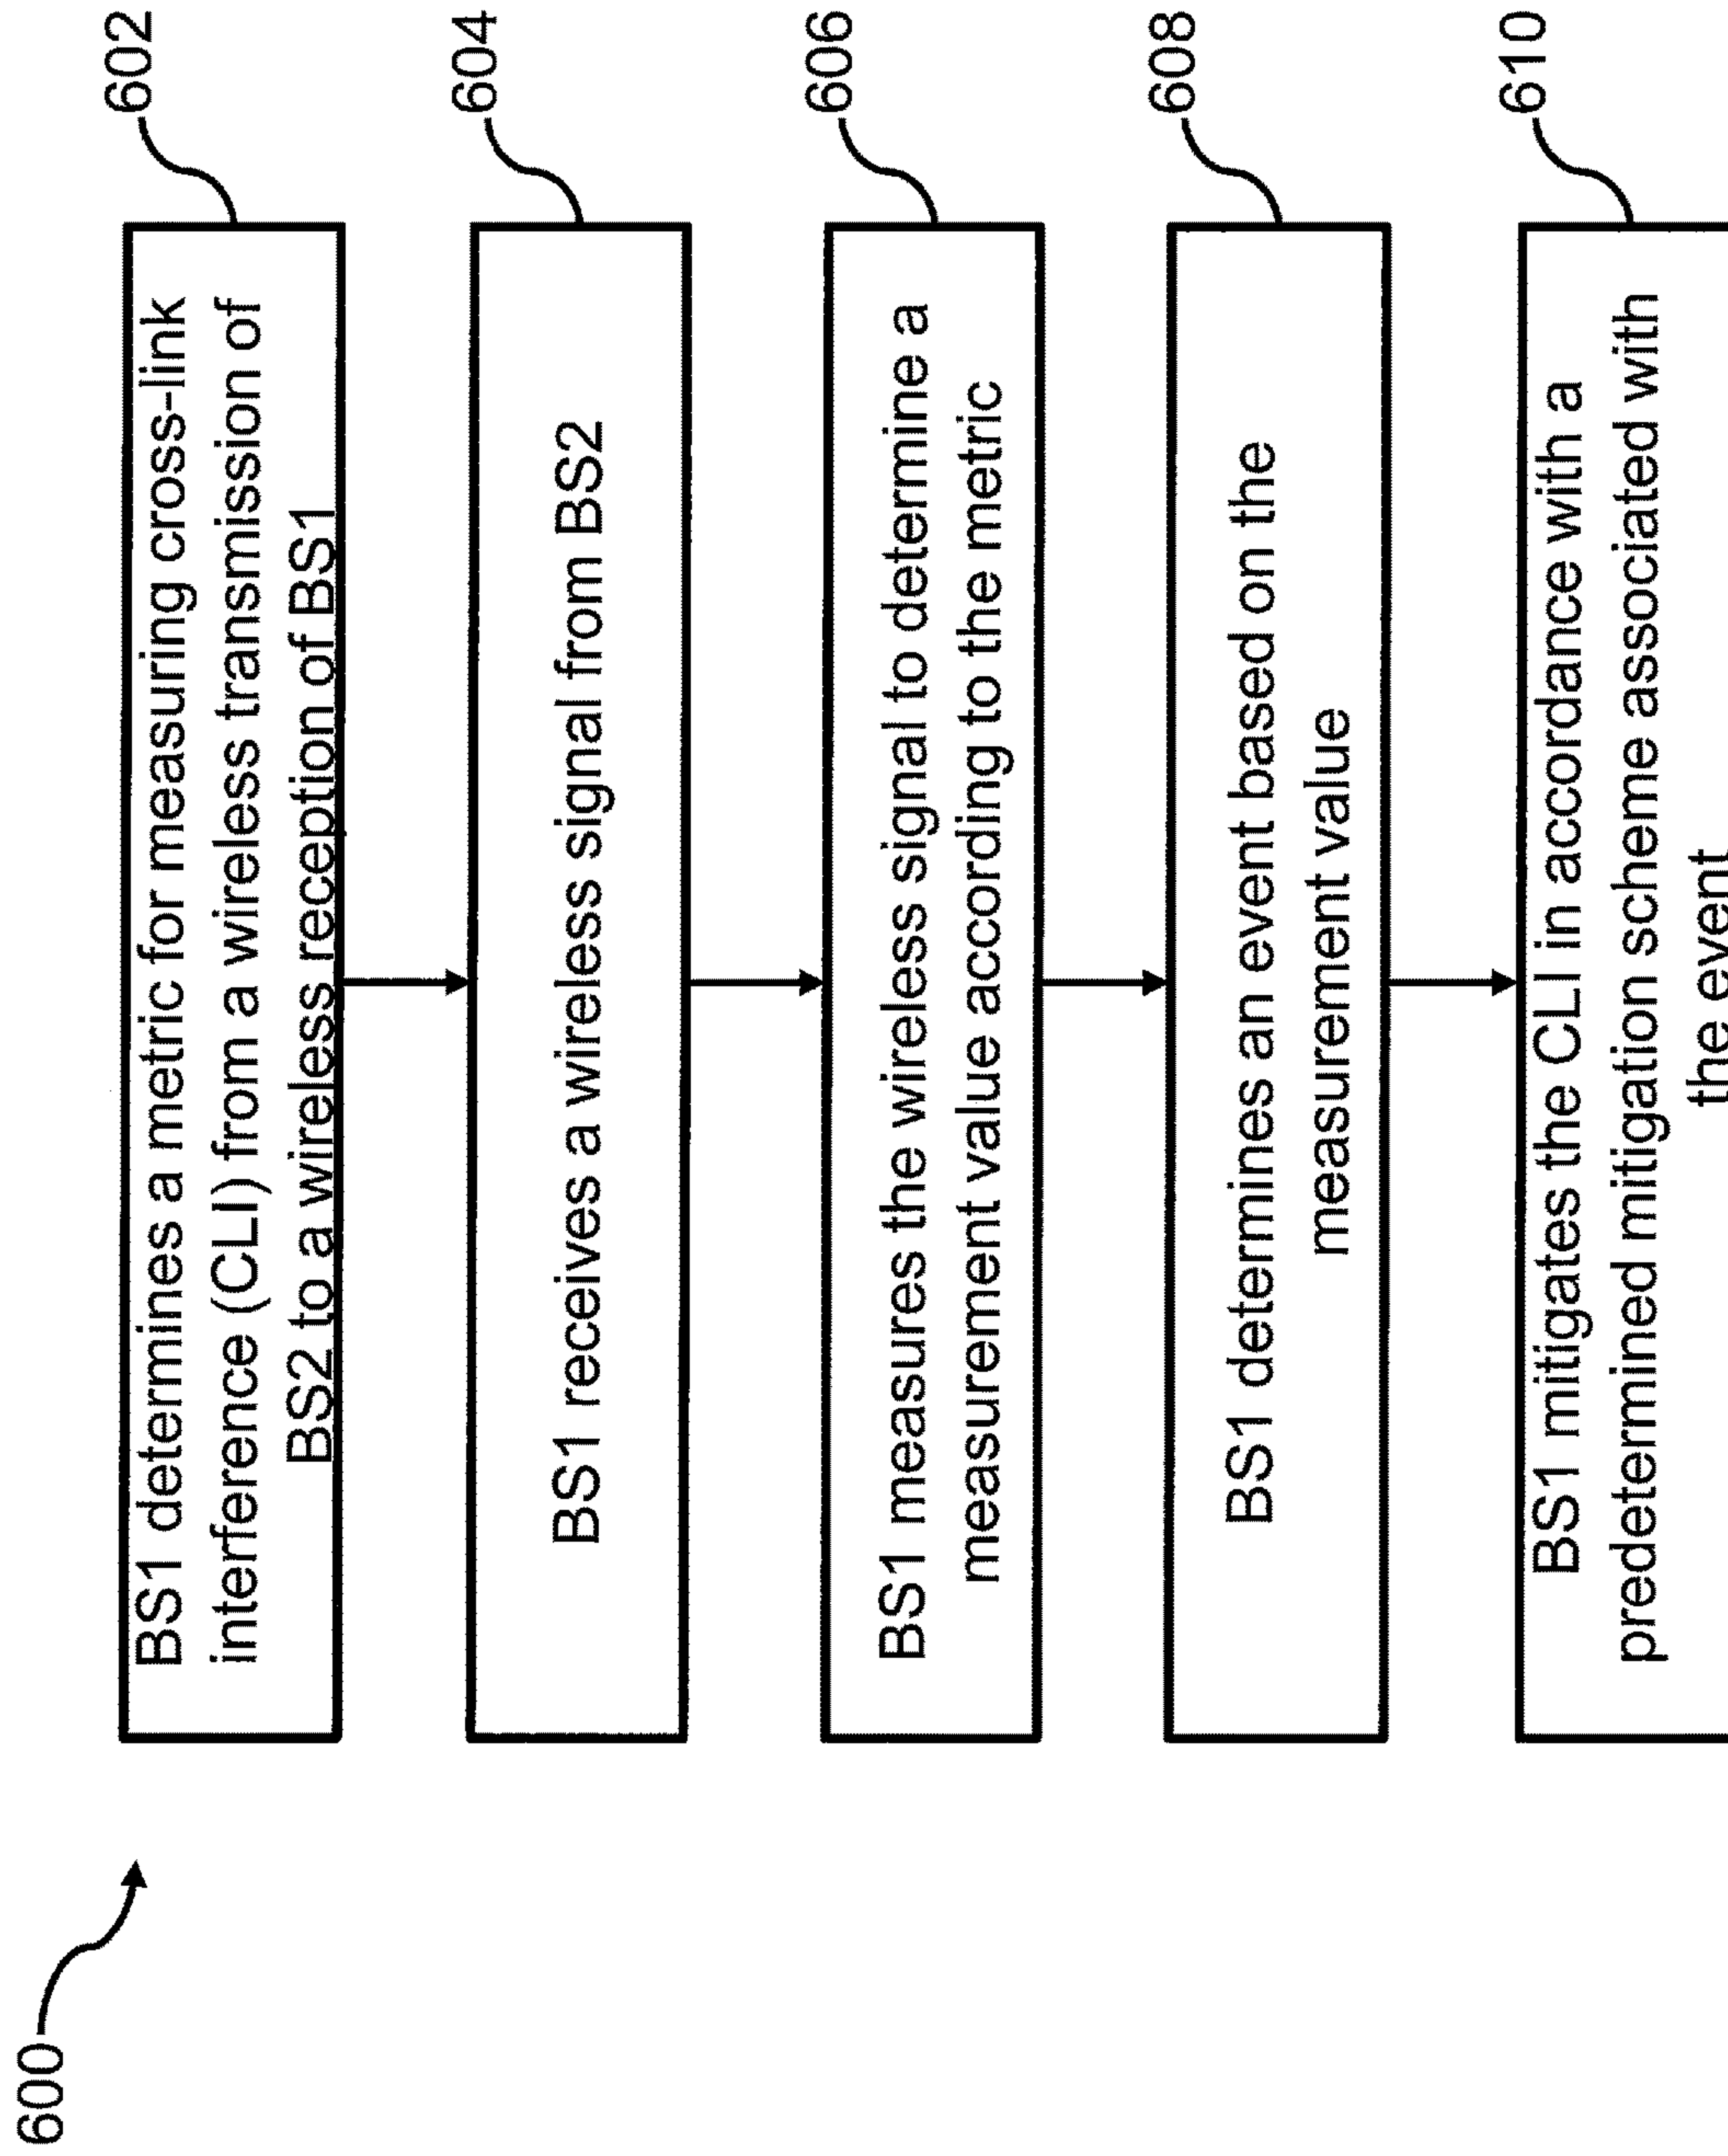 600
BS1 determines a metric for measuring cross-link
interference (CLI) from a wireless transmission of
BS2 to a wireless reception of BS1
602
BS1 receives a wireless signal from BS2
604
BS1 measures the wireless signal to determine a
measurement value according to the metric
606
BS1 determines an event based on the
measurement value
608
BS1 mitigates the CLI in accordance with a
predetermined mitigation scheme associated with
the event
610